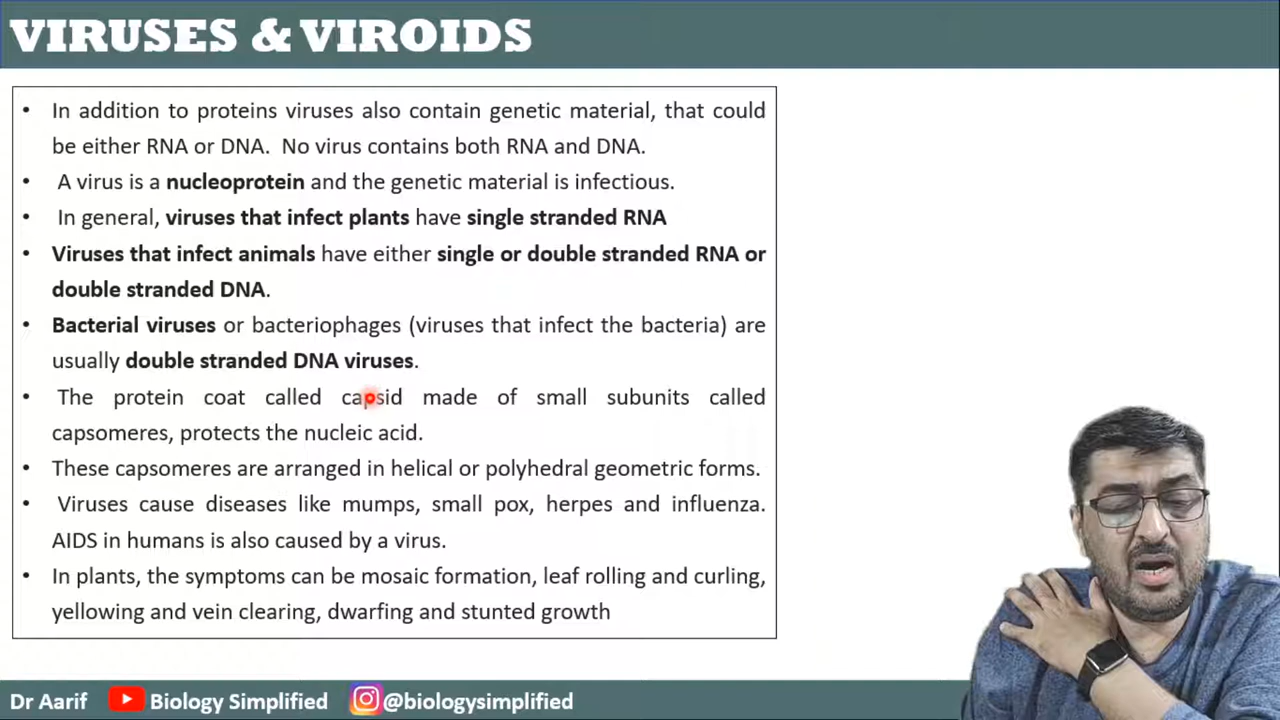 VIRUSES & VIROIDS
• In addition to proteins viruses also contain genetic material, that could
be either RNA or DNA. No virus contains both RNA and DNA.
• A virus is a nucleoprotein and the genetic material is infectious.
• In general, viruses that infect plants have single stranded RNA
• Viruses that infect animals have either single or double stranded RNA or
double stranded DNA.
• Bacterial viruses or bacteriophages (viruses that infect the bacteria) are
usually double stranded DNA viruses.
• The protein coat called capsid made of small subunits called
capsomeres, protects the nucleic acid.
• These capsomeres are arranged in helical or polyhedral geometric forms.
• Viruses cause diseases like mumps, small pox, herpes and influenza.
AIDS in humans is also caused by a virus.
• In plants, the symptoms can be mosaic formation, leaf rolling and curling,
yellowing and vein clearing, dwarfing and stunted growth
Dr Aarif Biology Simplified @biologysimplified